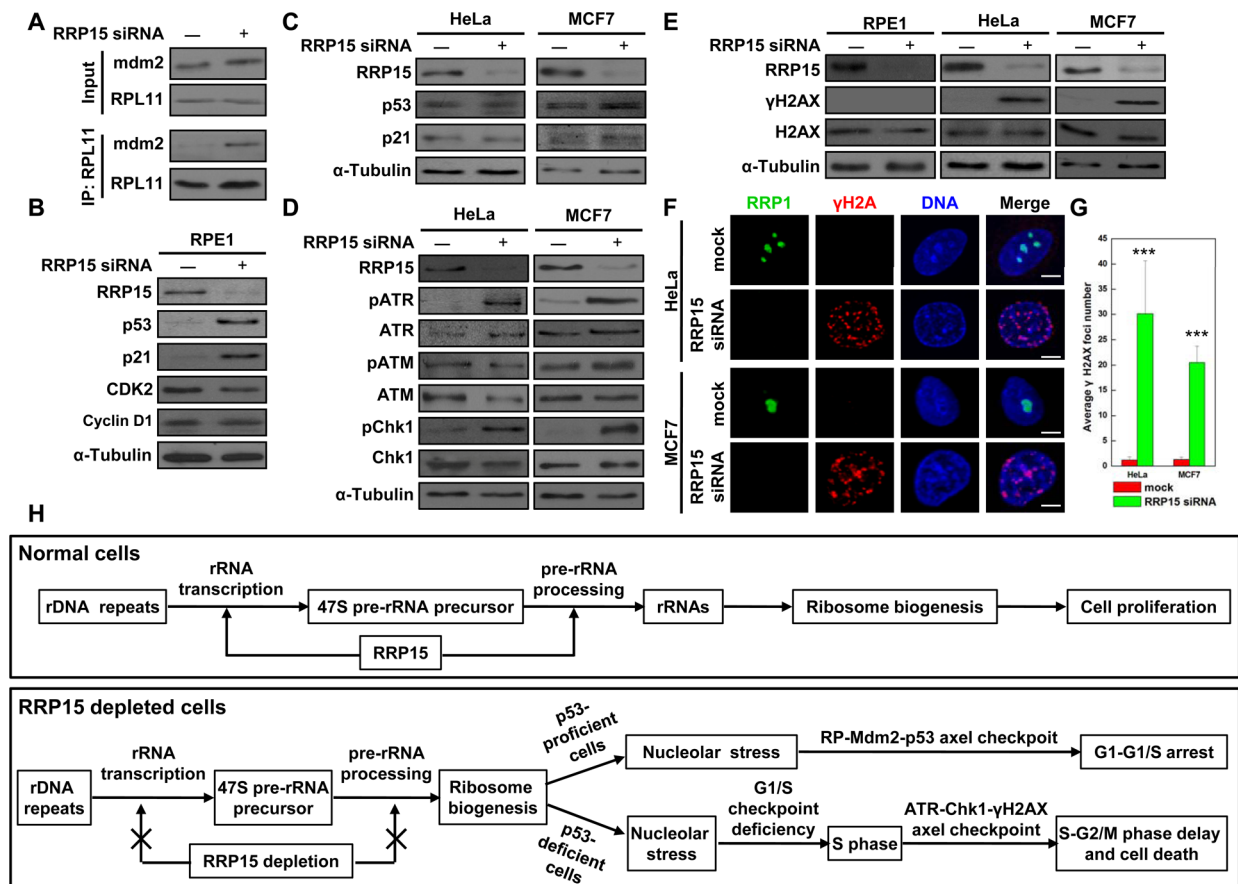 A
RRP15 siRNA — +
Input
mdm2
RPL11
IP: RPL11
mdm2
RPL11
B
RPE1
RRP15 siRNA — +
RRP15
p53
p21
CDK2
Cyclin D1
α-Tubulin
C
HeLa MCF7
RRP15 siRNA — + — +
RRP15
p53
p21
α-Tubulin
D
HeLa MCF7
RRP15 siRNA — + — +
RRP15
pATR
ATR
pATM
ATM
pChk1
Chk1
α-Tubulin
E
RPE1 HeLa MCF7
RRP15 siRNA — + — + — +
RRP15
γH2AX
H2AX
α-Tubulin
F
RRP1 γH2A DNA Merge
HeLa
mock
RRP15
siRNA
MCF7
mock
RRP15
siRNA
G
Average γ H2AX foci number
45
40
35
30
25
20
15
10
5
0
***
***
HeLa MCF7
mock
RRP15 siRNA
H
Normal cells
rDNA repeats
rRNA
transcription
47S pre-rRNA precursor
pre-rRNA
processing
rRNAs
Ribosome biogenesis
Cell proliferation
RRP15
RRP15 depleted cells
rDNA
repeats
rRNA
transcription
47S pre-rRNA
precursor
pre-rRNA
processing
Ribosome
biogenesis
RRP15 depletion
p53-
proficient
cells
Nucleolar stress
RP-Mdm2-p53 axel checkpoit
G1-G1/S arrest
p53-
deficient
cells
Nucleolar
stress
G1/S
checkpoint
deficiency
S phase
ATR-Chk1-γH2AX
axel checkpoint
S-G2/M phase delay
and cell death